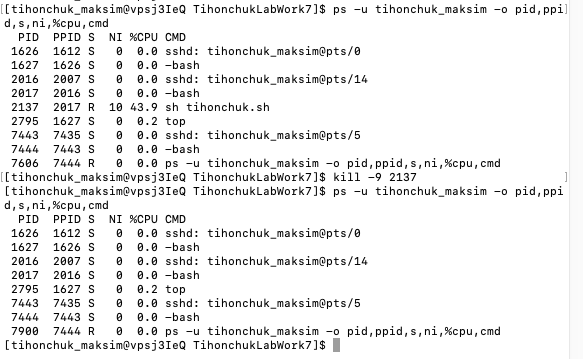 [[tihonchuk_maksim@vpsj3IeQ TihonchukLabWork7]$ ps -u tihonchuk_maksim -o pid,ppi]
d,s,ni,%cpu,cmd
  PID  PPID S  NI %CPU CMD
 1626  1612 S   0  0.0 sshd: tihonchuk_maksim@pts/0
 1627  1626 S   0  0.0 -bash
 2016  2007 S   0  0.0 sshd: tihonchuk_maksim@pts/14
 2017  2016 S   0  0.0 -bash
 2137  2017 R  10 43.9 sh tihonchuk.sh
 2795  1627 S   0  0.2 top
 7443  7435 S   0  0.0 sshd: tihonchuk_maksim@pts/5
 7444  7443 S   0  0.0 -bash
 7606  7444 R   0  0.0 ps -u tihonchuk_maksim -o pid,ppid,s,ni,%cpu,cmd
[[tihonchuk_maksim@vpsj3IeQ TihonchukLabWork7]$ kill -9 2137 ]
[[tihonchuk_maksim@vpsj3IeQ TihonchukLabWork7]$ ps -u tihonchuk_maksim -o pid,ppi]
d,s,ni,%cpu,cmd
  PID  PPID S  NI %CPU CMD
 1626  1612 S   0  0.0 sshd: tihonchuk_maksim@pts/0
 1627  1626 S   0  0.0 -bash
 2016  2007 S   0  0.0 sshd: tihonchuk_maksim@pts/14
 2017  2016 S   0  0.0 -bash
 2795  1627 S   0  0.2 top
 7443  7435 S   0  0.0 sshd: tihonchuk_maksim@pts/5
 7444  7443 S   0  0.0 -bash
 7900  7444 R   0  0.0 ps -u tihonchuk_maksim -o pid,ppid,s,ni,%cpu,cmd
[tihonchuk_maksim@vpsj3IeQ TihonchukLabWork7]$